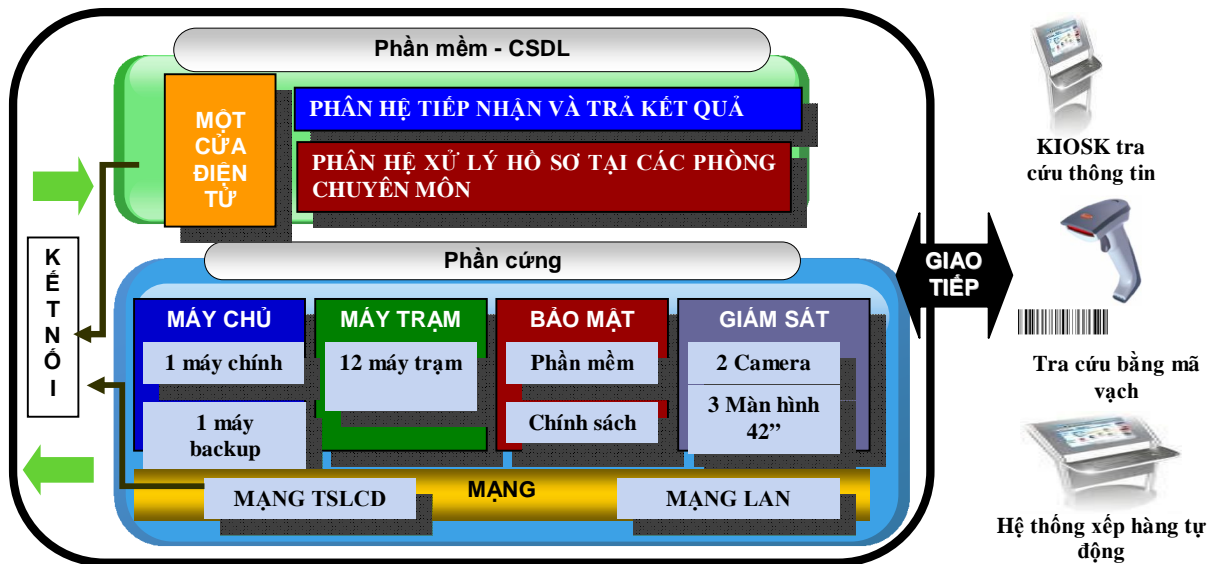 Phần mềm - CSDL
MỘT
CỬA
ĐIỆN
TỬ
PHÂN HỆ TIẾP NHẬN VÀ TRẢ KẾT QUẢ
PHÂN HỆ XỬ LÝ HỒ SƠ TẠI CÁC PHÒNG
CHUYÊN MÔN
K
Ế
T
N
Ố
I
Phần cứng
MÁY CHỦ
1 máy chính
1 máy
backup
MÁY TRẠM
12 máy trạm
BẢO MẬT
Phần mềm
Chính sách
GIÁM SÁT
2 Camera
3 Màn hình
42”
MẠNG
MẠNG TSLCD
MẠNG LAN
GIAO
TIẾP
KIOSK tra
cứu thông tin
Tra cứu bằng mã
vạch
Hệ thống xếp hàng tự
động